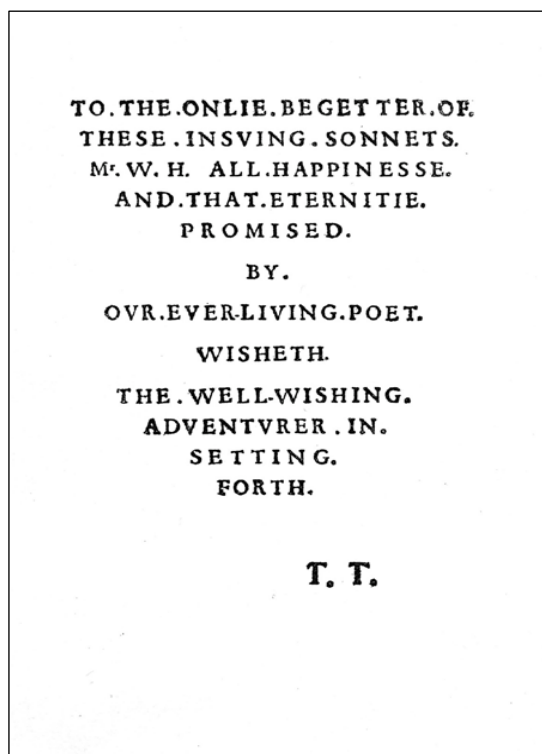 TO.THE.ONLIE.BEGETTER.OF.
THESE.INSVING.SONNETS.
Mr. W. H. ALL.HAPPINESSE.
AND.THAT.ETERNITIE.
PROMISED.
BY.
OVR.EVER-LIVING.POET.
WISHETH.
THE.WELL-WISHING.
ADVENTVRER.IN.
SETTING.
FORTH.
T. T.